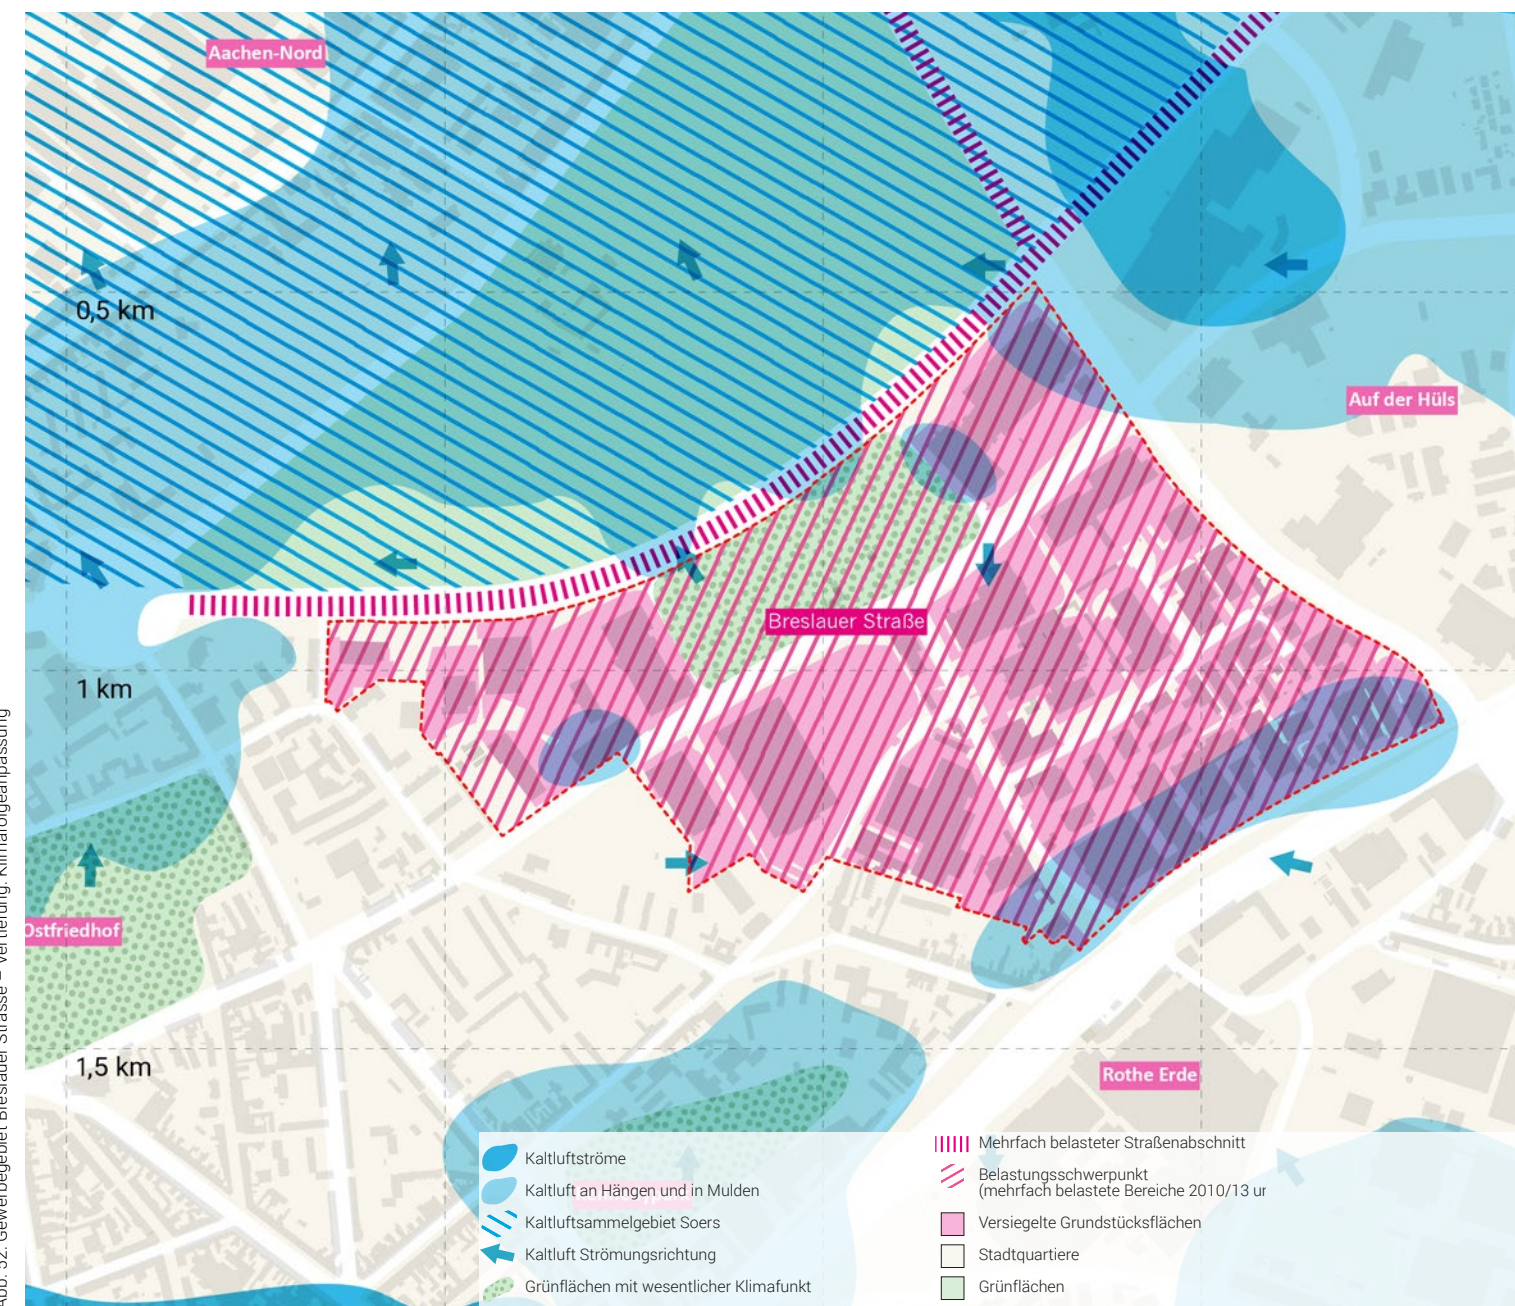 Aachen-Nord
0,5 km
Auf der Hüls
Breslauer Straße
1 km
Ostfriedhof
1,5 km
Rothe Erde
Kaltluftströme
Kaltluft an Hängen und in Mulden
Kaltluftsammelgebiet Soers
Kaltluft Strömungsrichtung
Grünflächen mit wesentlicher Klimafunkt
Mehrfach belasteter Straßenabschnitt
Belastungsschwerpunkt
(mehrfach belastete Bereiche 2010/13 ur
Versiegelte Grundstücksflächen
Stadtquartiere
Grünflächen
Abb. 52: Gewerbegebiet Breslauer Straße – Vertiefung: Klimafolgeanpassung